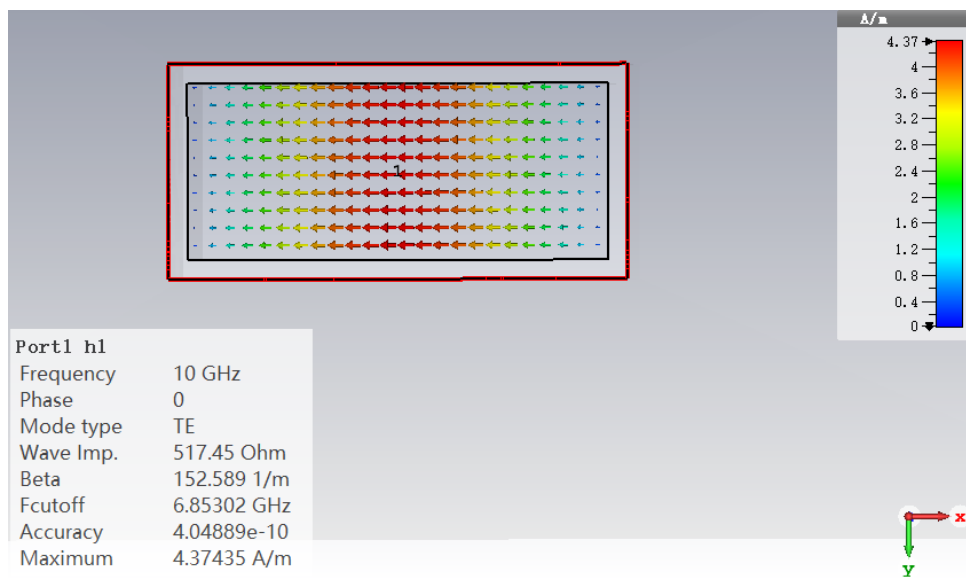 A/m
4.37
4
3.6
3.2
2.8
2.4
2
1.6
1.2
0.8
0.4
0
1
Port1 h1
Frequency 10 GHz
Phase 0
Mode type TE
Wave Imp. 517.45 Ohm
Beta 152.589 1/m
Fcutoff 6.85302 GHz
Accuracy 4.04889e-10
Maximum 4.37435 A/m
x
y